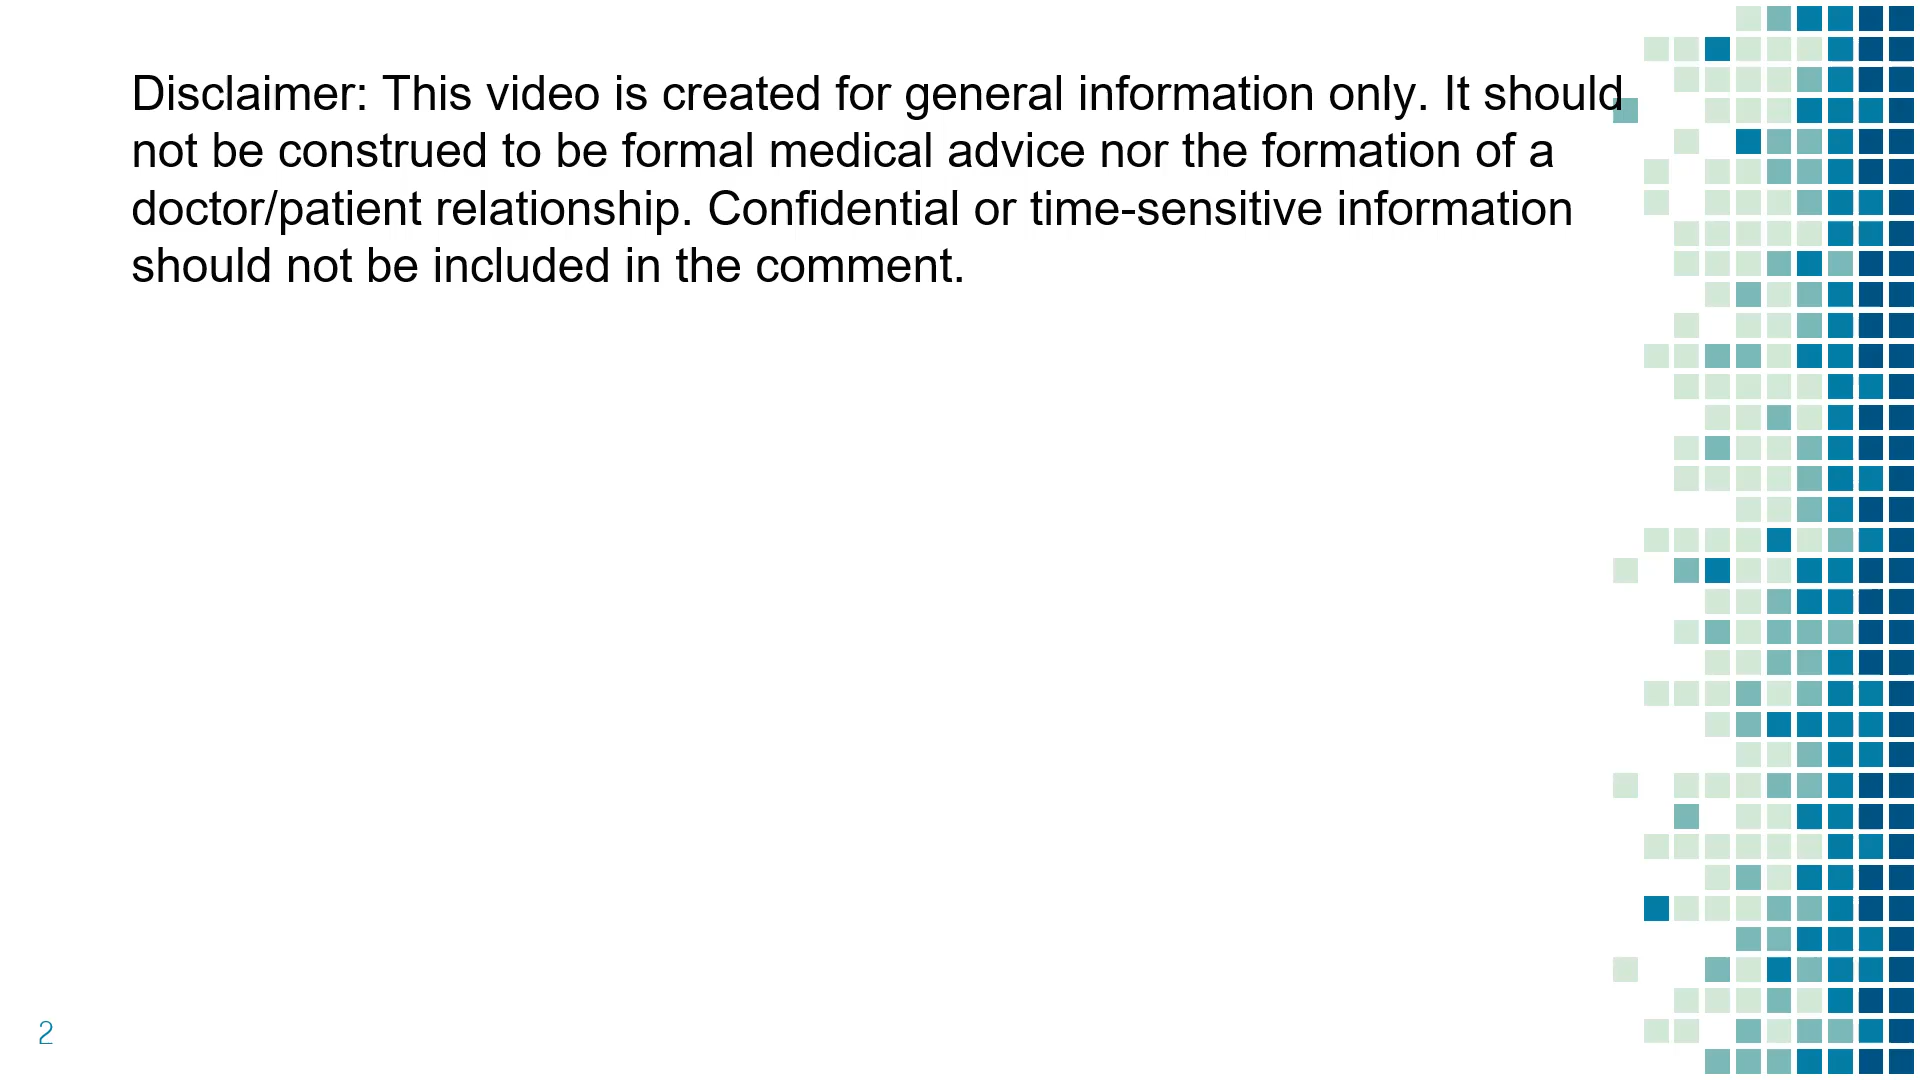 Disclaimer: This video is created for general information only. It should
not be construed to be formal medical advice nor the formation of a
doctor/patient relationship. Confidential or time-sensitive information
should not be included in the comment.
2